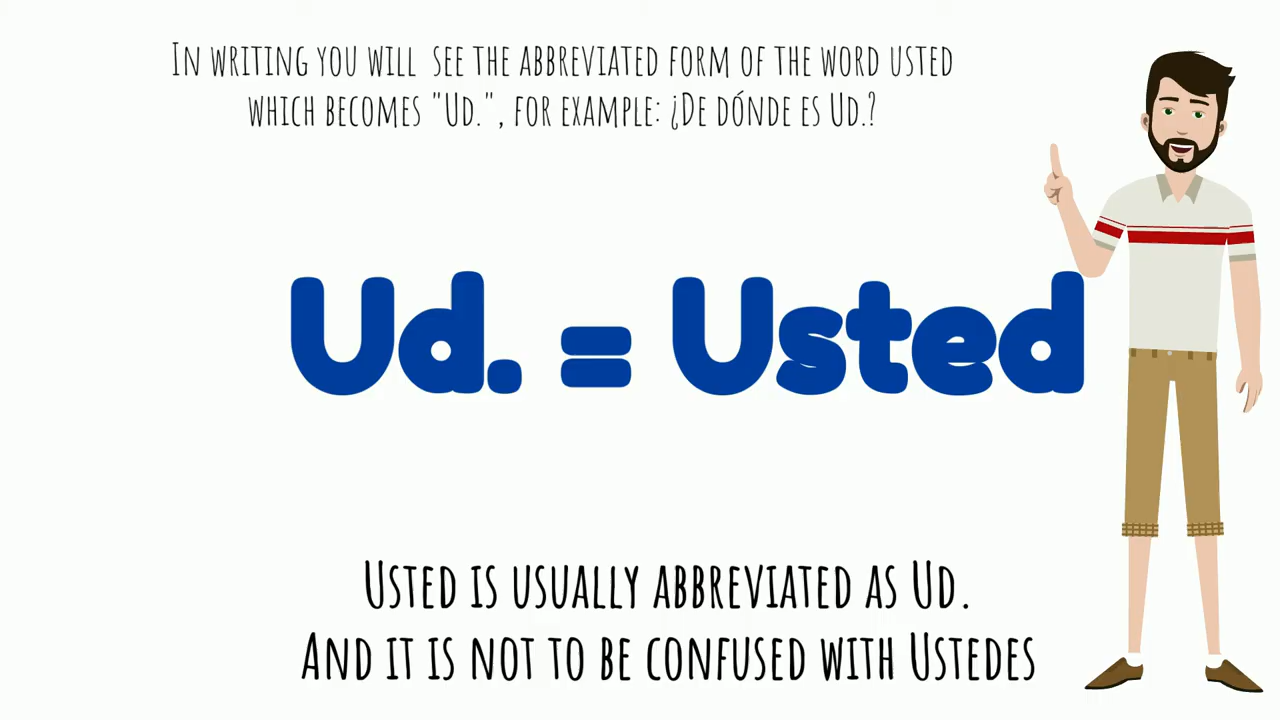 In writing you will see the abbreviated form of the word usted
which becomes "Ud.", for example: ¿De dónde es Ud.?
Ud. = Usted
Usted is usually abbreviated as Ud.
And it is not to be confused with Ustedes